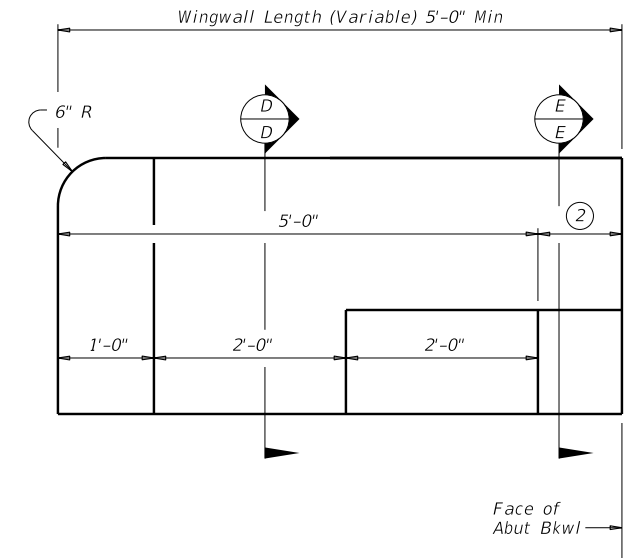 Wingwall Length (Variable) 5'-0" Min
6" R
D
D
E
E
5'-0"
2
1'-0"
2'-0"
2'-0"
Face of
Abut Bkwl